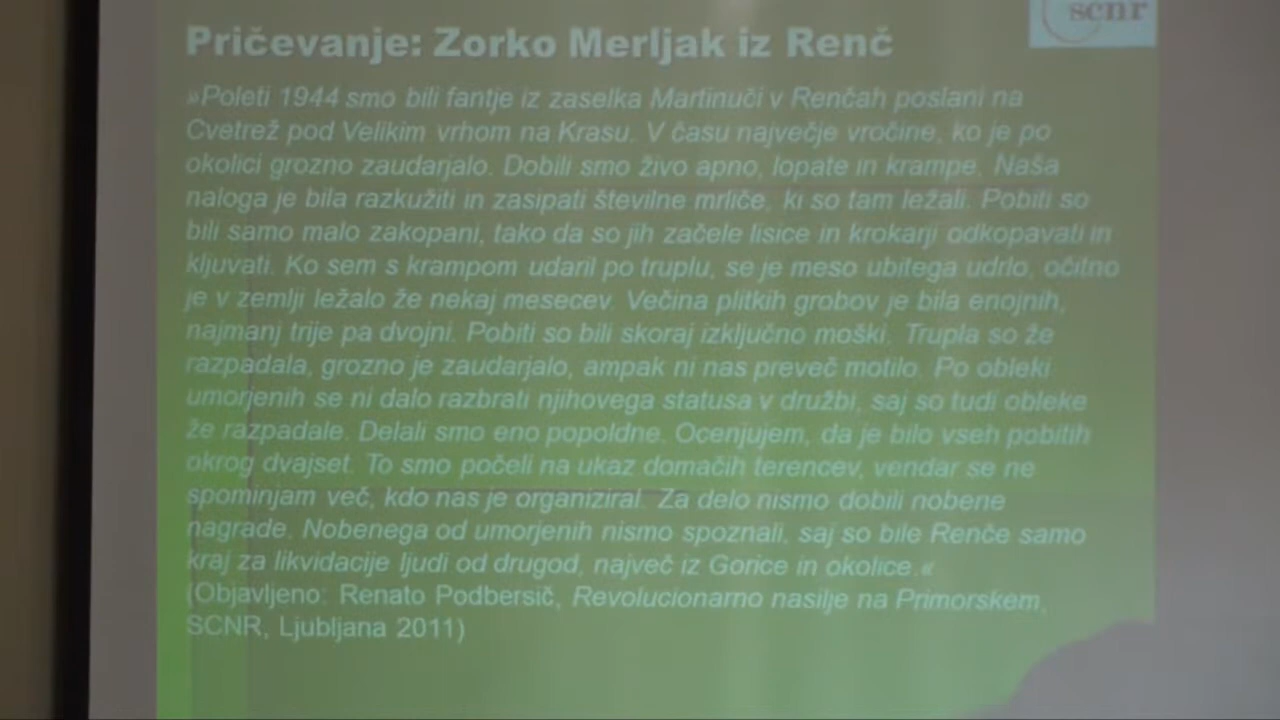 scnr
Pričevanje: Zorko Merljak iz Renč
»Poleti 1944 smo bili fantje iz zaselka Martinuči v Renčah poslani na
Cvetrež pod Velikim vrhom na Krasu. V času največje vročine, ko je po
okolici grozno zaudarjalo. Dobili smo živo apno, lopate in krampe. Naša
naloga je bila razkužiti in zasipati številne mrliče, ki so tam ležali. Pobiti so
bili samo malo zakopani, tako da so jih začele lisice in krokarji odkopavati in
kljuvati. Ko sem s krampom udaril po truplu, se je meso ubitega udrlo, očitno
je v zemlji ležalo že nekaj mesecev. Večina plitkih grobov je bila enojnih,
najmanj trije pa dvojni. Pobiti so bili skoraj izključno moški. Trupla so že
razpadala, grozno je zaudarjalo, ampak ni nas preveč motilo. Po obleki
umorjenih se ni dalo razbrati njihovega statusa v družbi, saj so tudi obleke
že razpadale. Delali smo eno popoldne. Ocenjujem, da je bilo vseh pobitih
okrog dvajset. To smo počeli na ukaz domačih terencev, vendar se ne
spominjam več, kdo nas je organiziral. Za delo nismo dobili nobene
nagrade. Nobenega od umorjenih nismo spoznali, saj so bile Renče samo
kraj za likvidacije ljudi od drugod, največ iz Gorice in okolice.«
(Objavljeno: Renato Podbersič, Revolucionarno nasilje na Primorskem,
SCNR, Ljubljana 2011)